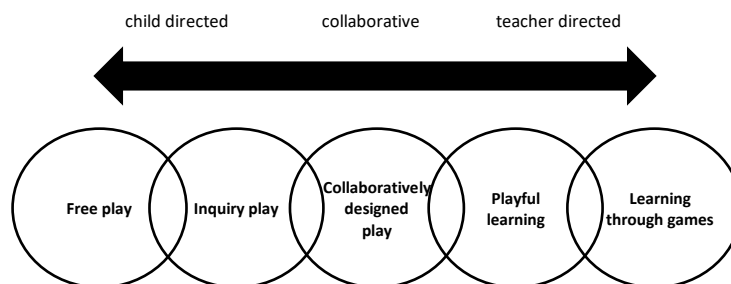 child directed collaborative teacher directed
Free play
Inquiry play
Collaboratively
designed
play
Playful
learning
Learning
through games